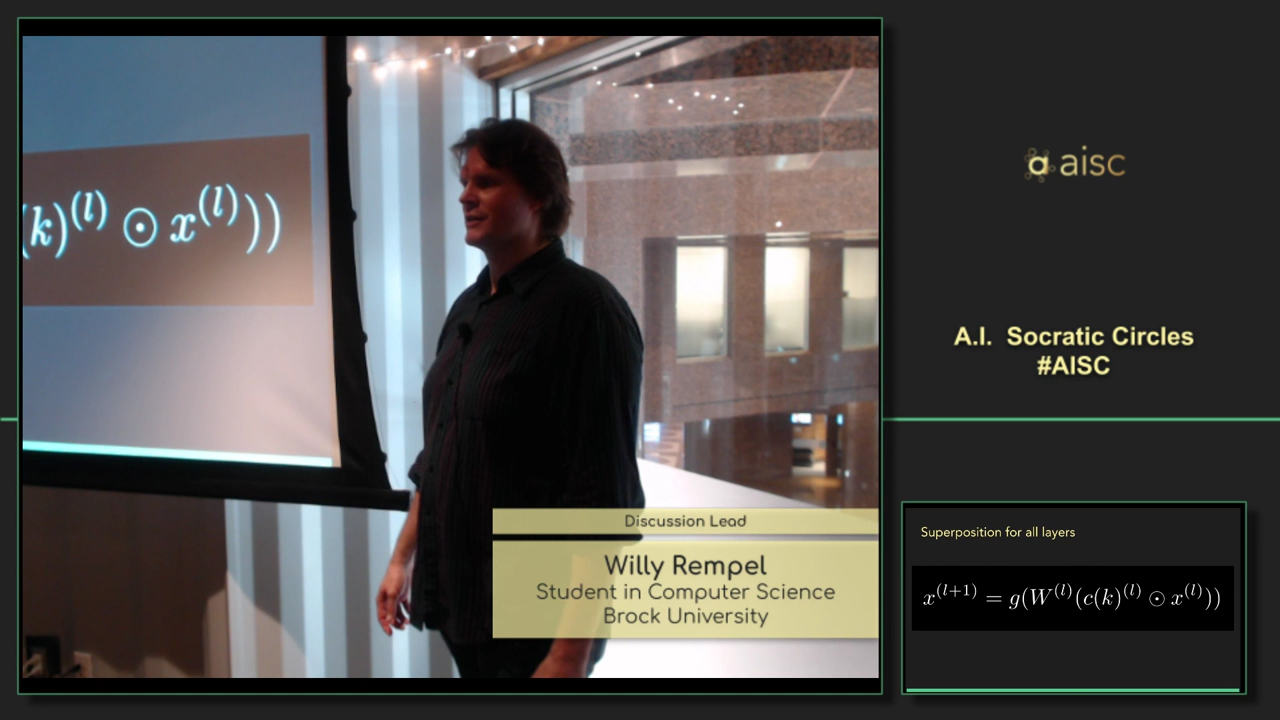 (k)^{(l)} ⊙ x^{(l)}))
a aisc
A.I. Socratic Circles
#AISC
Discussion Lead
Willy Rempel
Student in Computer Science
Brock University
Superposition for all layers
x^{(l+1)} = g(W^{(l)}(c(k)^{(l)} ⊙ x^{(l)}))